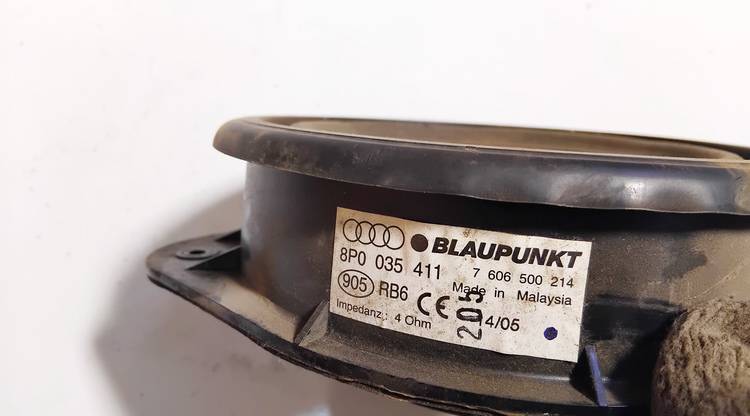 BLAUPUNKT
8P0 035 411 7 606 500 214
905 RB6 CE Made in Malaysia
Impedanz: 4 Ohm 205 4/05